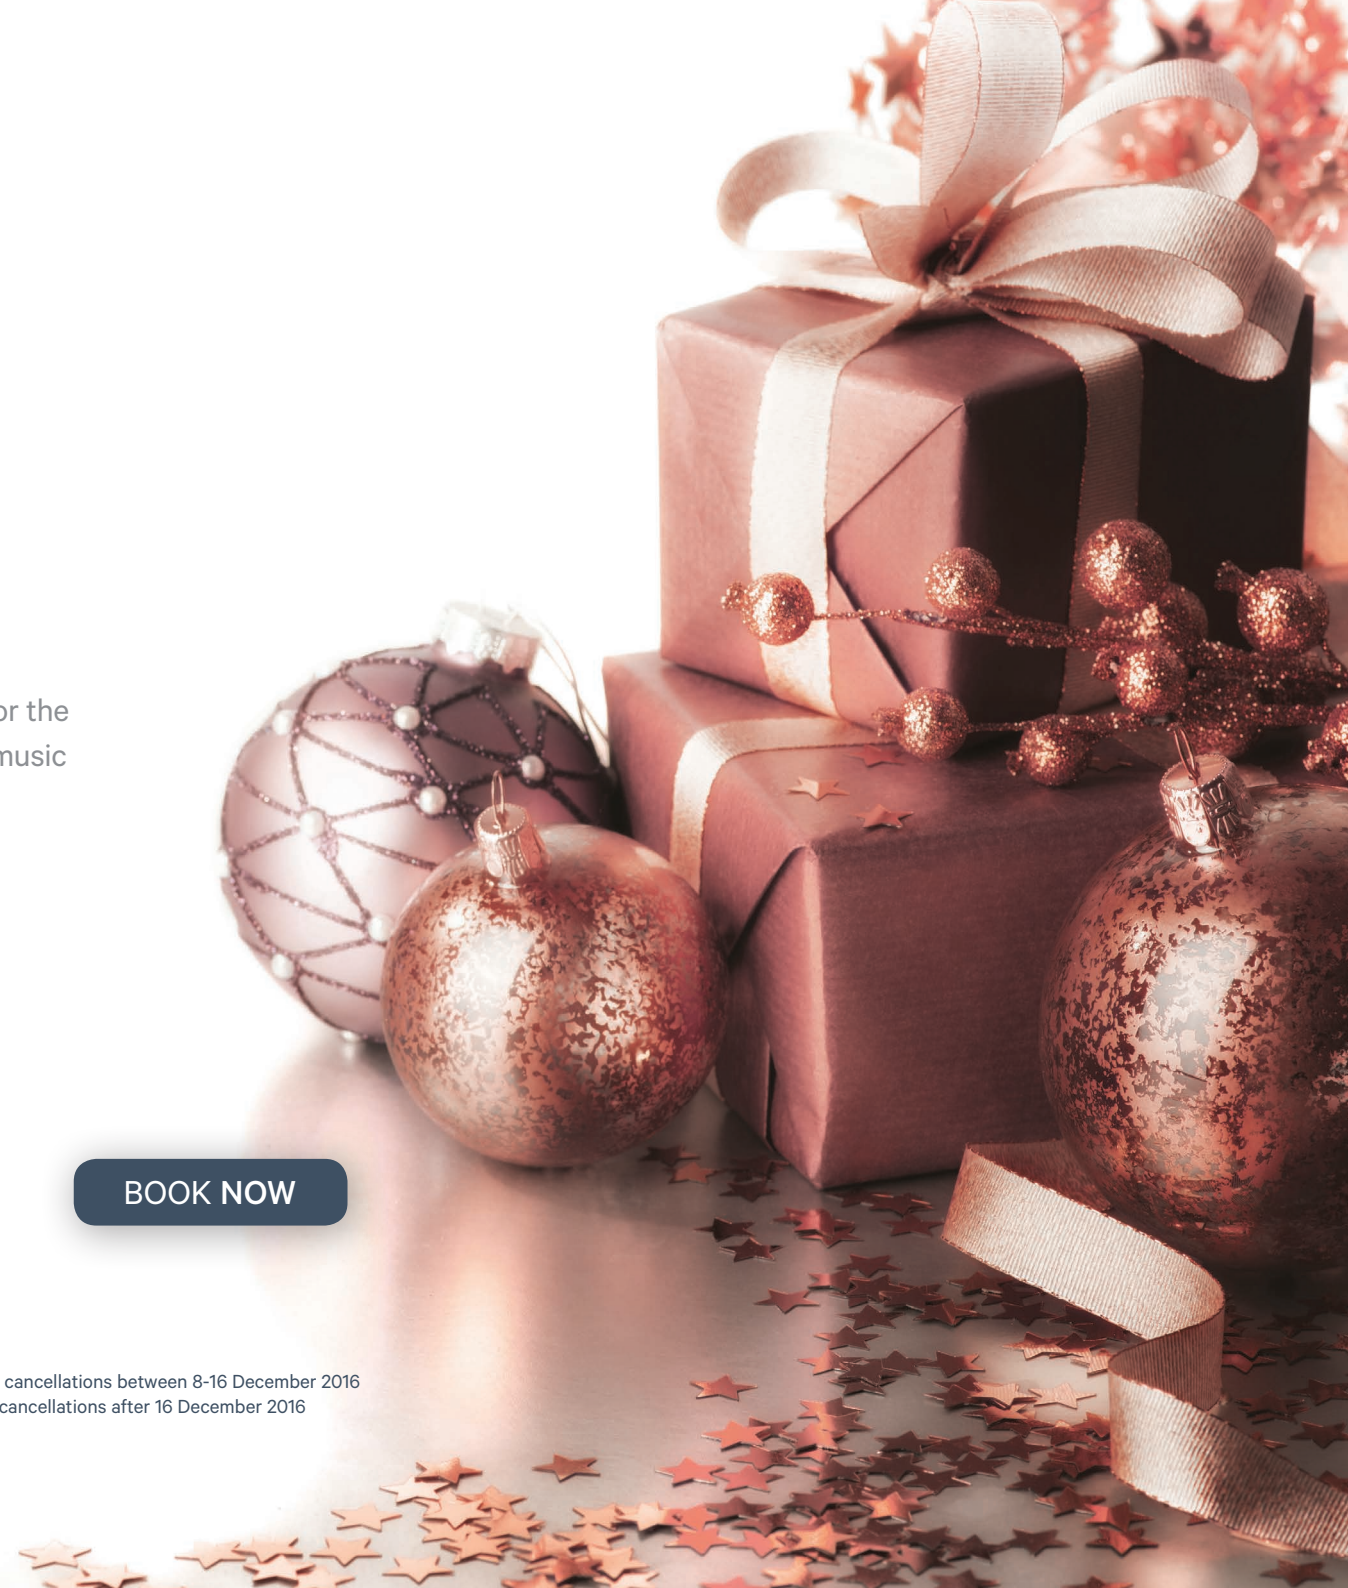 or the
music
BOOK NOW
cancellations between 8-16 December 2016
cancellations after 16 December 2016